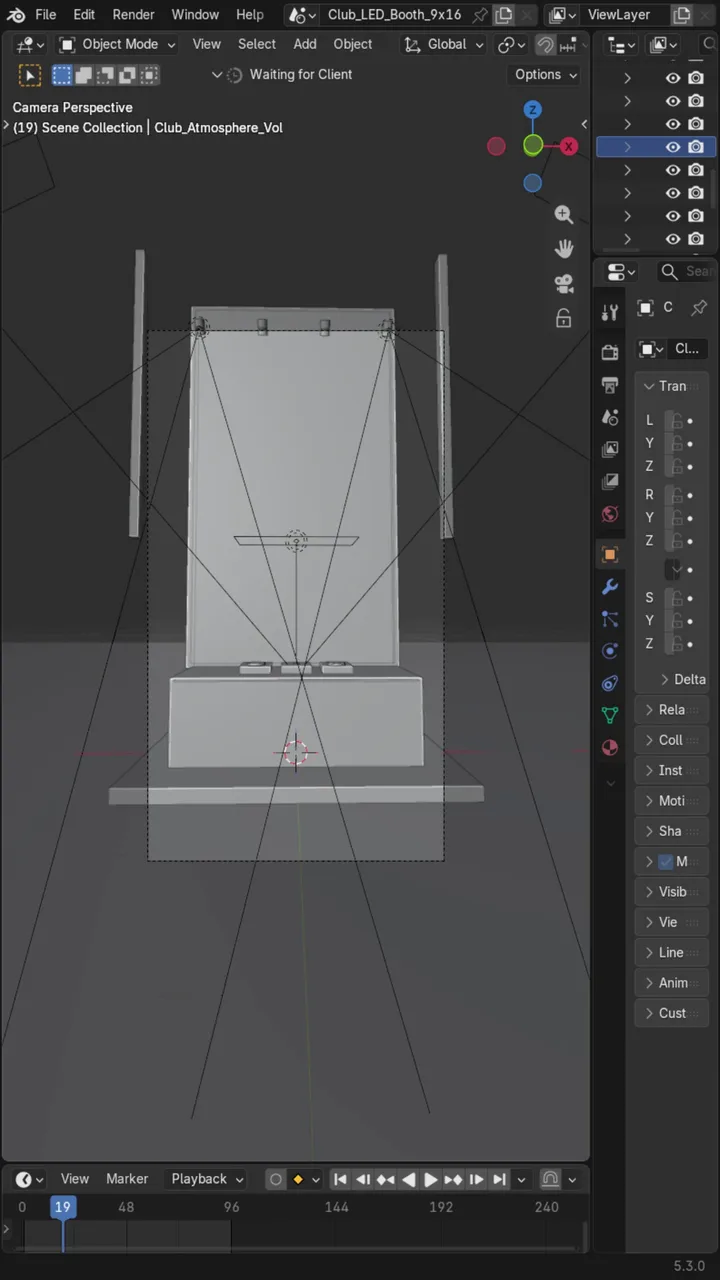 File Edit Render Window Help Club_LED_Booth_9x16 ViewLayer
Object Mode View Select Add Object Global
Waiting for Client Options
Camera Perspective
(19) Scene Collection | Club_Atmosphere_Vol
Z
X
Sea
C
Cl...
Tran
L
Y
Z
R
Y
Z
S
Y
Z
Delta
Rela
Coll
Inst
Moti
Sha
M
Visib
Vie
Line
Anim
Cust
View Marker Playback
0 19 48 96 144 192 240
5.3.0